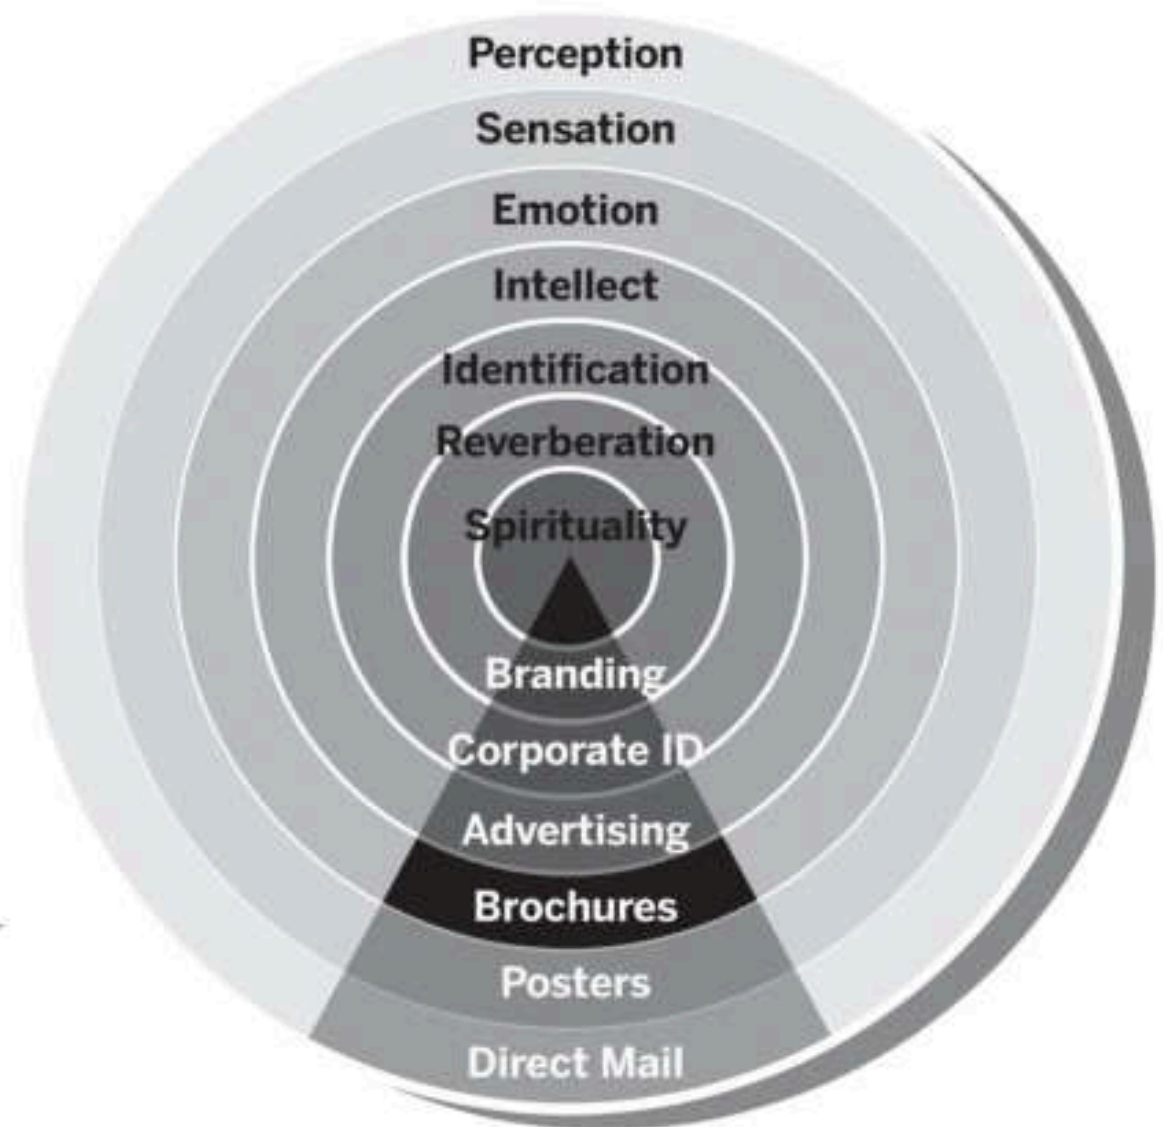 Perception
Sensation
Emotion
Intellect
Identification
Reverberation
Spirituality
Branding
Corporate ID
Advertising
Brochures
Posters
Direct Mail